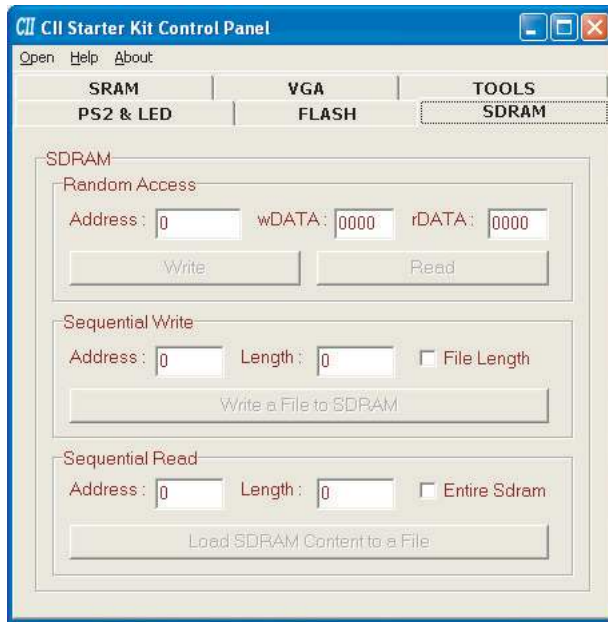 CII CII Starter Kit Control Panel
Open Help About
SRAM VGA TOOLS
PS2 & LED FLASH SDRAM
SDRAM
Random Access
Address : 0 wDATA : 0000 rDATA : 0000
Write Read
Sequential Write
Address : 0 Length : 0 File Length
Write a File to SDRAM
Sequential Read
Address : 0 Length : 0 Entire Sdram
Load SDRAM Content to a File